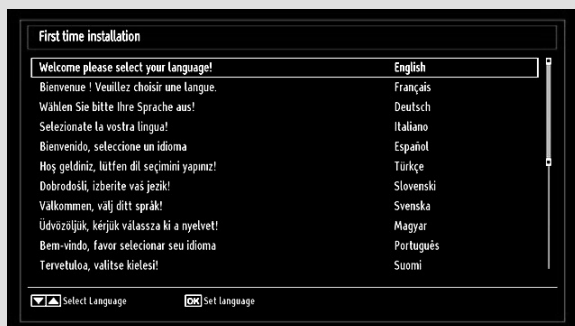 First time installation
Welcome please select your language! English
Bienvenue ! Veuillez choisir une langue. Français
Wählen Sie bitte Ihre Sprache aus! Deutsch
Selezionate la vostra lingua! Italiano
Bienvenido, seleccione un idioma Español
Hoş geldiniz, lütfen dil seçimini yapınız! Türkçe
Dobrodošli, izberite vaš jezik! Slovenski
Välkommen, välj ditt språk! Svenska
Üdvözöljük, kérjük válassza ki a nyelvet! Magyar
Bem-vindo, favor selecionar seu idioma Português
Tervetuloa, valitse kielesi! Suomi
Select Language OK Set language